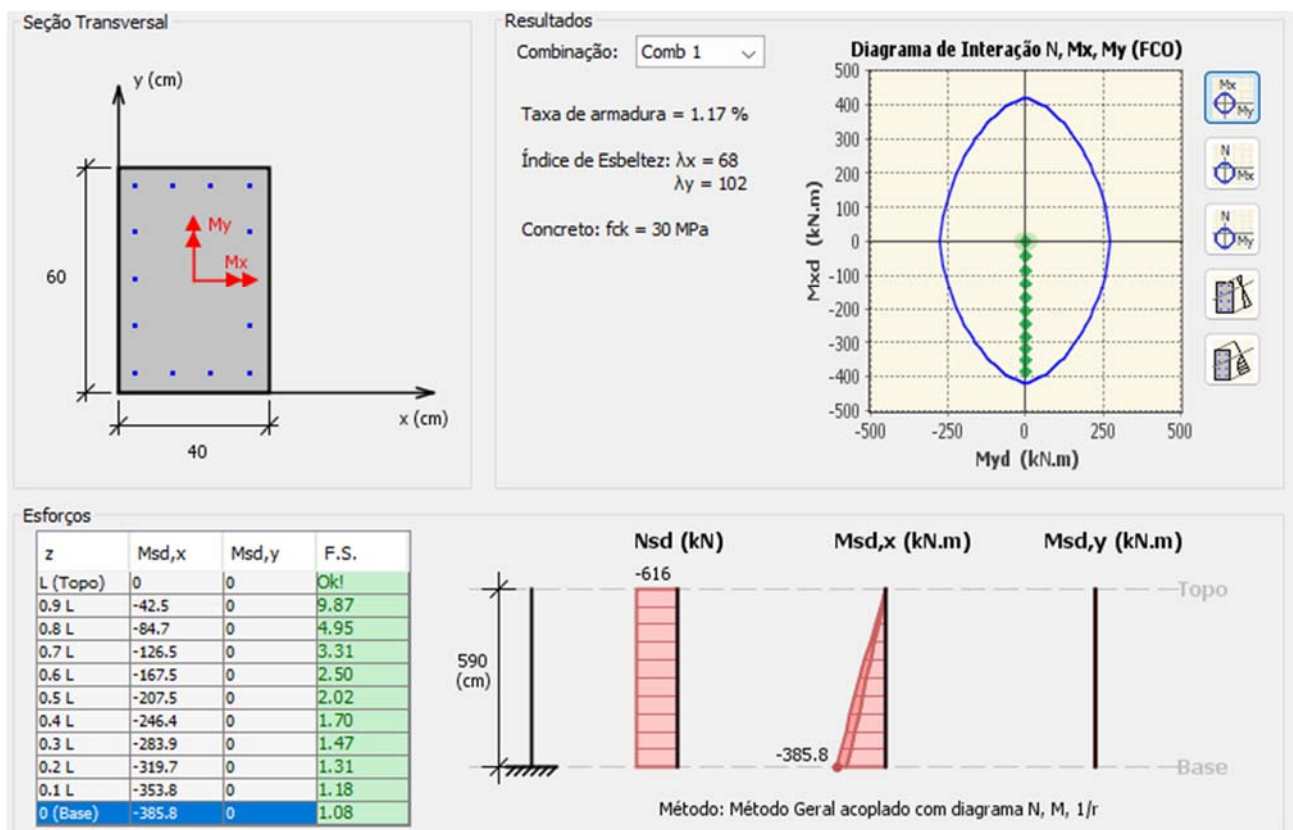 Seção Transversal
y (cm)
My
Mx
60
x (cm)
40
Resultados
Combinação: Comb 1
Taxa de armadura = 1.17 %
Índice de Esbeltez: λx = 68
λy = 102
Concreto: fck = 30 MPa
Diagrama de Interação N, Mx, My (FCO)
500
400
300
200
100
0
-100
-200
-300
-400
-500
Mxd (kN.m)
-500 -250 0 250 500
Myd (kN.m)
Mx
My
N
Mx
N
My
Esforços
z Msd,x Msd,y F.S.
L (Topo) 0 0 Ok!
0.9 L -42.5 0 9.87
0.8 L -84.7 0 4.95
0.7 L -126.5 0 3.31
0.6 L -167.5 0 2.50
0.5 L -207.5 0 2.02
0.4 L -246.4 0 1.70
0.3 L -283.9 0 1.47
0.2 L -319.7 0 1.31
0.1 L -353.8 0 1.18
0 (Base) -385.8 0 1.08
Nsd (kN) Msd,x (kN.m) Msd,y (kN.m)
-616
Topo
590
(cm)
-385.8
Base
Método: Método Geral acoplado com diagrama N, M, 1/r